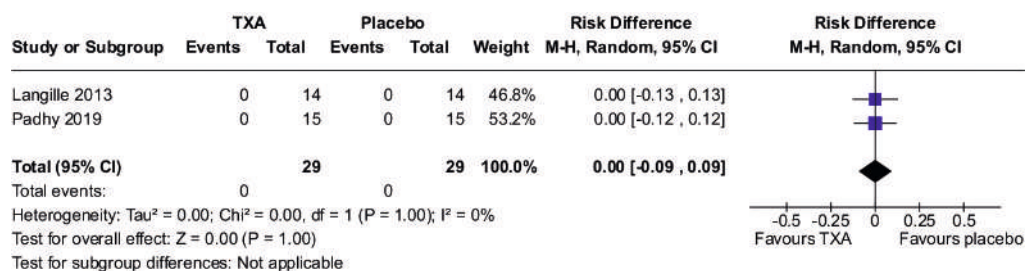 TXA Placebo Risk Difference Risk Difference
Study or Subgroup Events Total Events Total Weight M-H, Random, 95% CI M-H, Random, 95% CI
Langille 2013 0 14 0 14 46.8% 0.00 [-0.13 , 0.13]
Padhy 2019 0 15 0 15 53.2% 0.00 [-0.12 , 0.12]
Total (95% CI) 29 29 100.0% 0.00 [-0.09 , 0.09]
Total events: 0 0
Heterogeneity: Tau² = 0.00; Chi² = 0.00, df = 1 (P = 1.00); I² = 0%
-0.5 -0.25 0 0.25 0.5
Test for overall effect: Z = 0.00 (P = 1.00)
Favours TXA Favours placebo
Test for subgroup differences: Not applicable